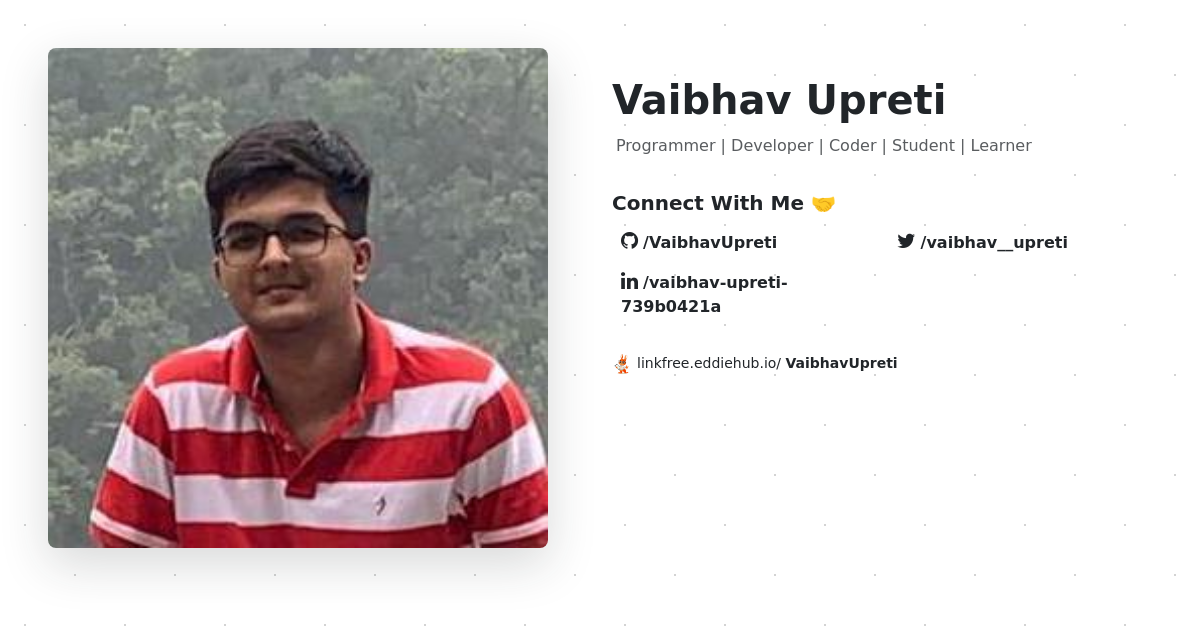 Vaibhav Upreti
Programmer | Developer | Coder | Student | Learner
Connect With Me 🤝
/VaibhavUpreti
/vaibhav__upreti
/vaibhav-upreti-
739b0421a
linkfree.eddiehub.io/ VaibhavUpreti